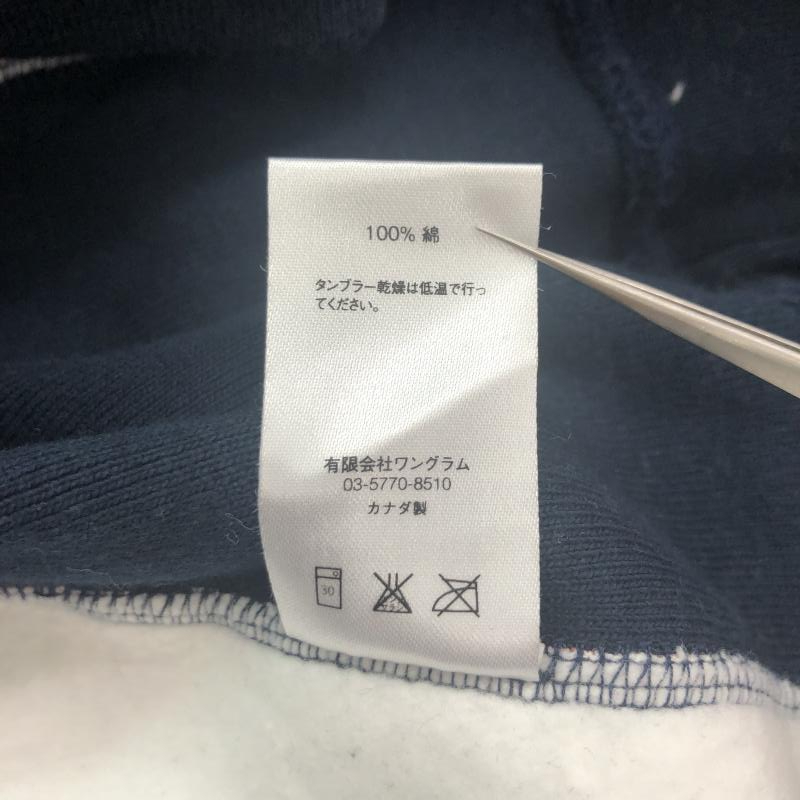 100% 綿
タンブラー乾燥は低温で行っ
てください。
有限会社ワングラム
03-5770-8510
カナダ製
30